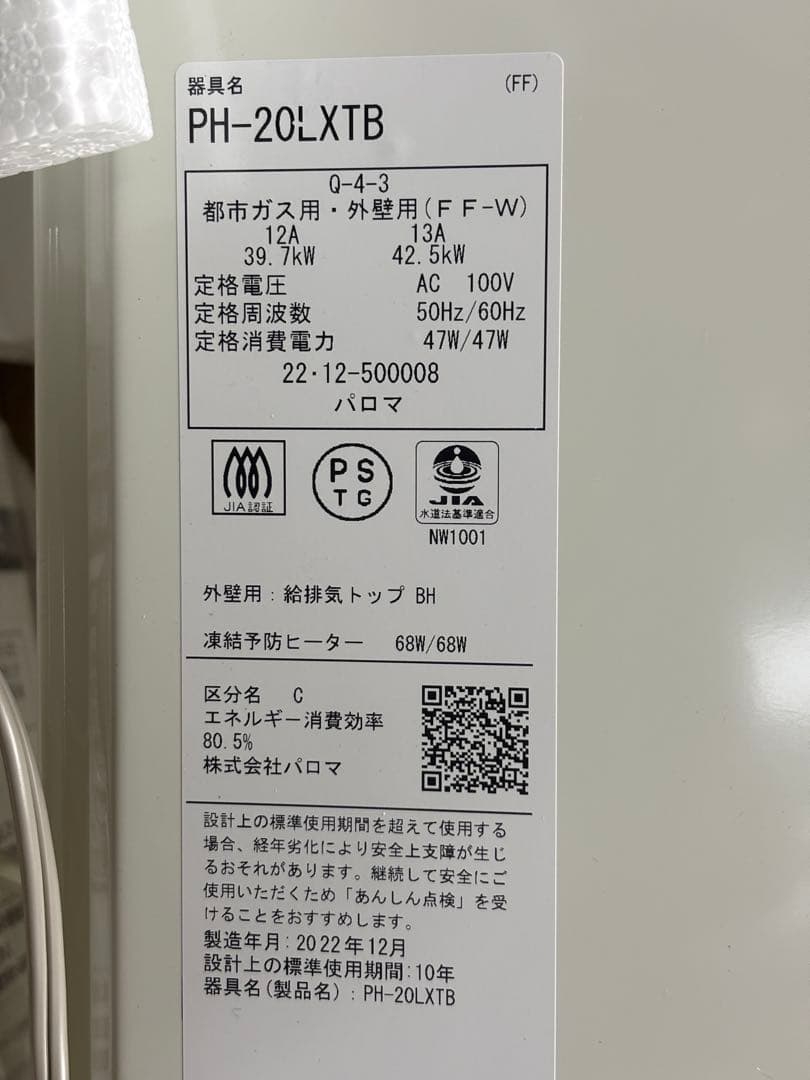 器具名 (FF)
PH-20LXTB
Q-4-3
都市ガス用・外壁用(FF-W)
12A 13A
39.7kW 42.5kW
定格電圧 AC 100V
定格周波数 50Hz/60Hz
定格消費電力 47W/47W
22・12-500008
パロマ
JIA認証
PS
TG
JIA
水道法基準適合
NW1001
外壁用:給排気トップ BH
凍結予防ヒーター 68W/68W
区分名 C
エネルギー消費効率
80.5%
株式会社パロマ
設計上の標準使用期間を超えて使用する
場合、経年劣化により安全上支障が生じ
るおそれがあります。継続して安全にご
使用いただくため「あんしん点検」を受
けることをおすすめします。
製造年月:2022年12月
設計上の標準使用期間:10年
器具名(製品名):PH-20LXTB